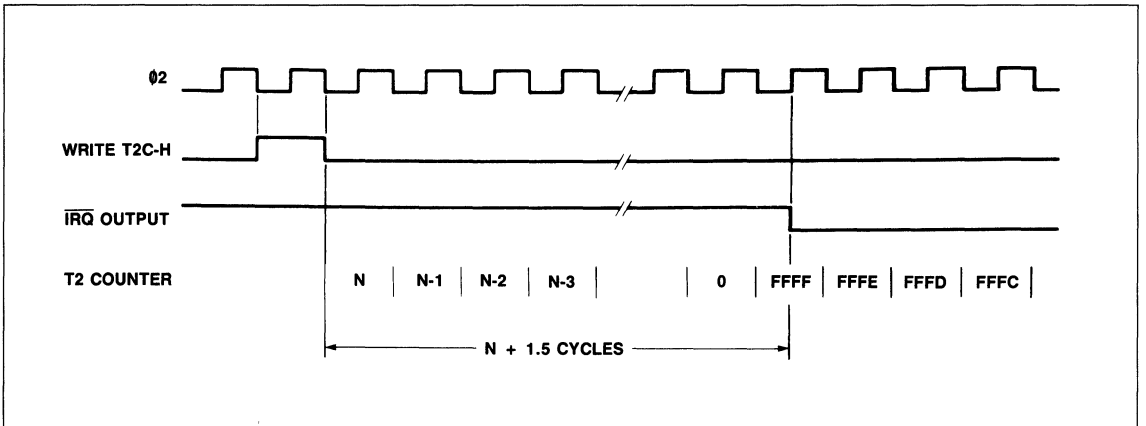 ϕ2
WRITE T2C-H
IRQ OUTPUT
T2 COUNTER N N-1 N-2 N-3 0 FFFF FFFE FFFD FFFC
N + 1.5 CYCLES